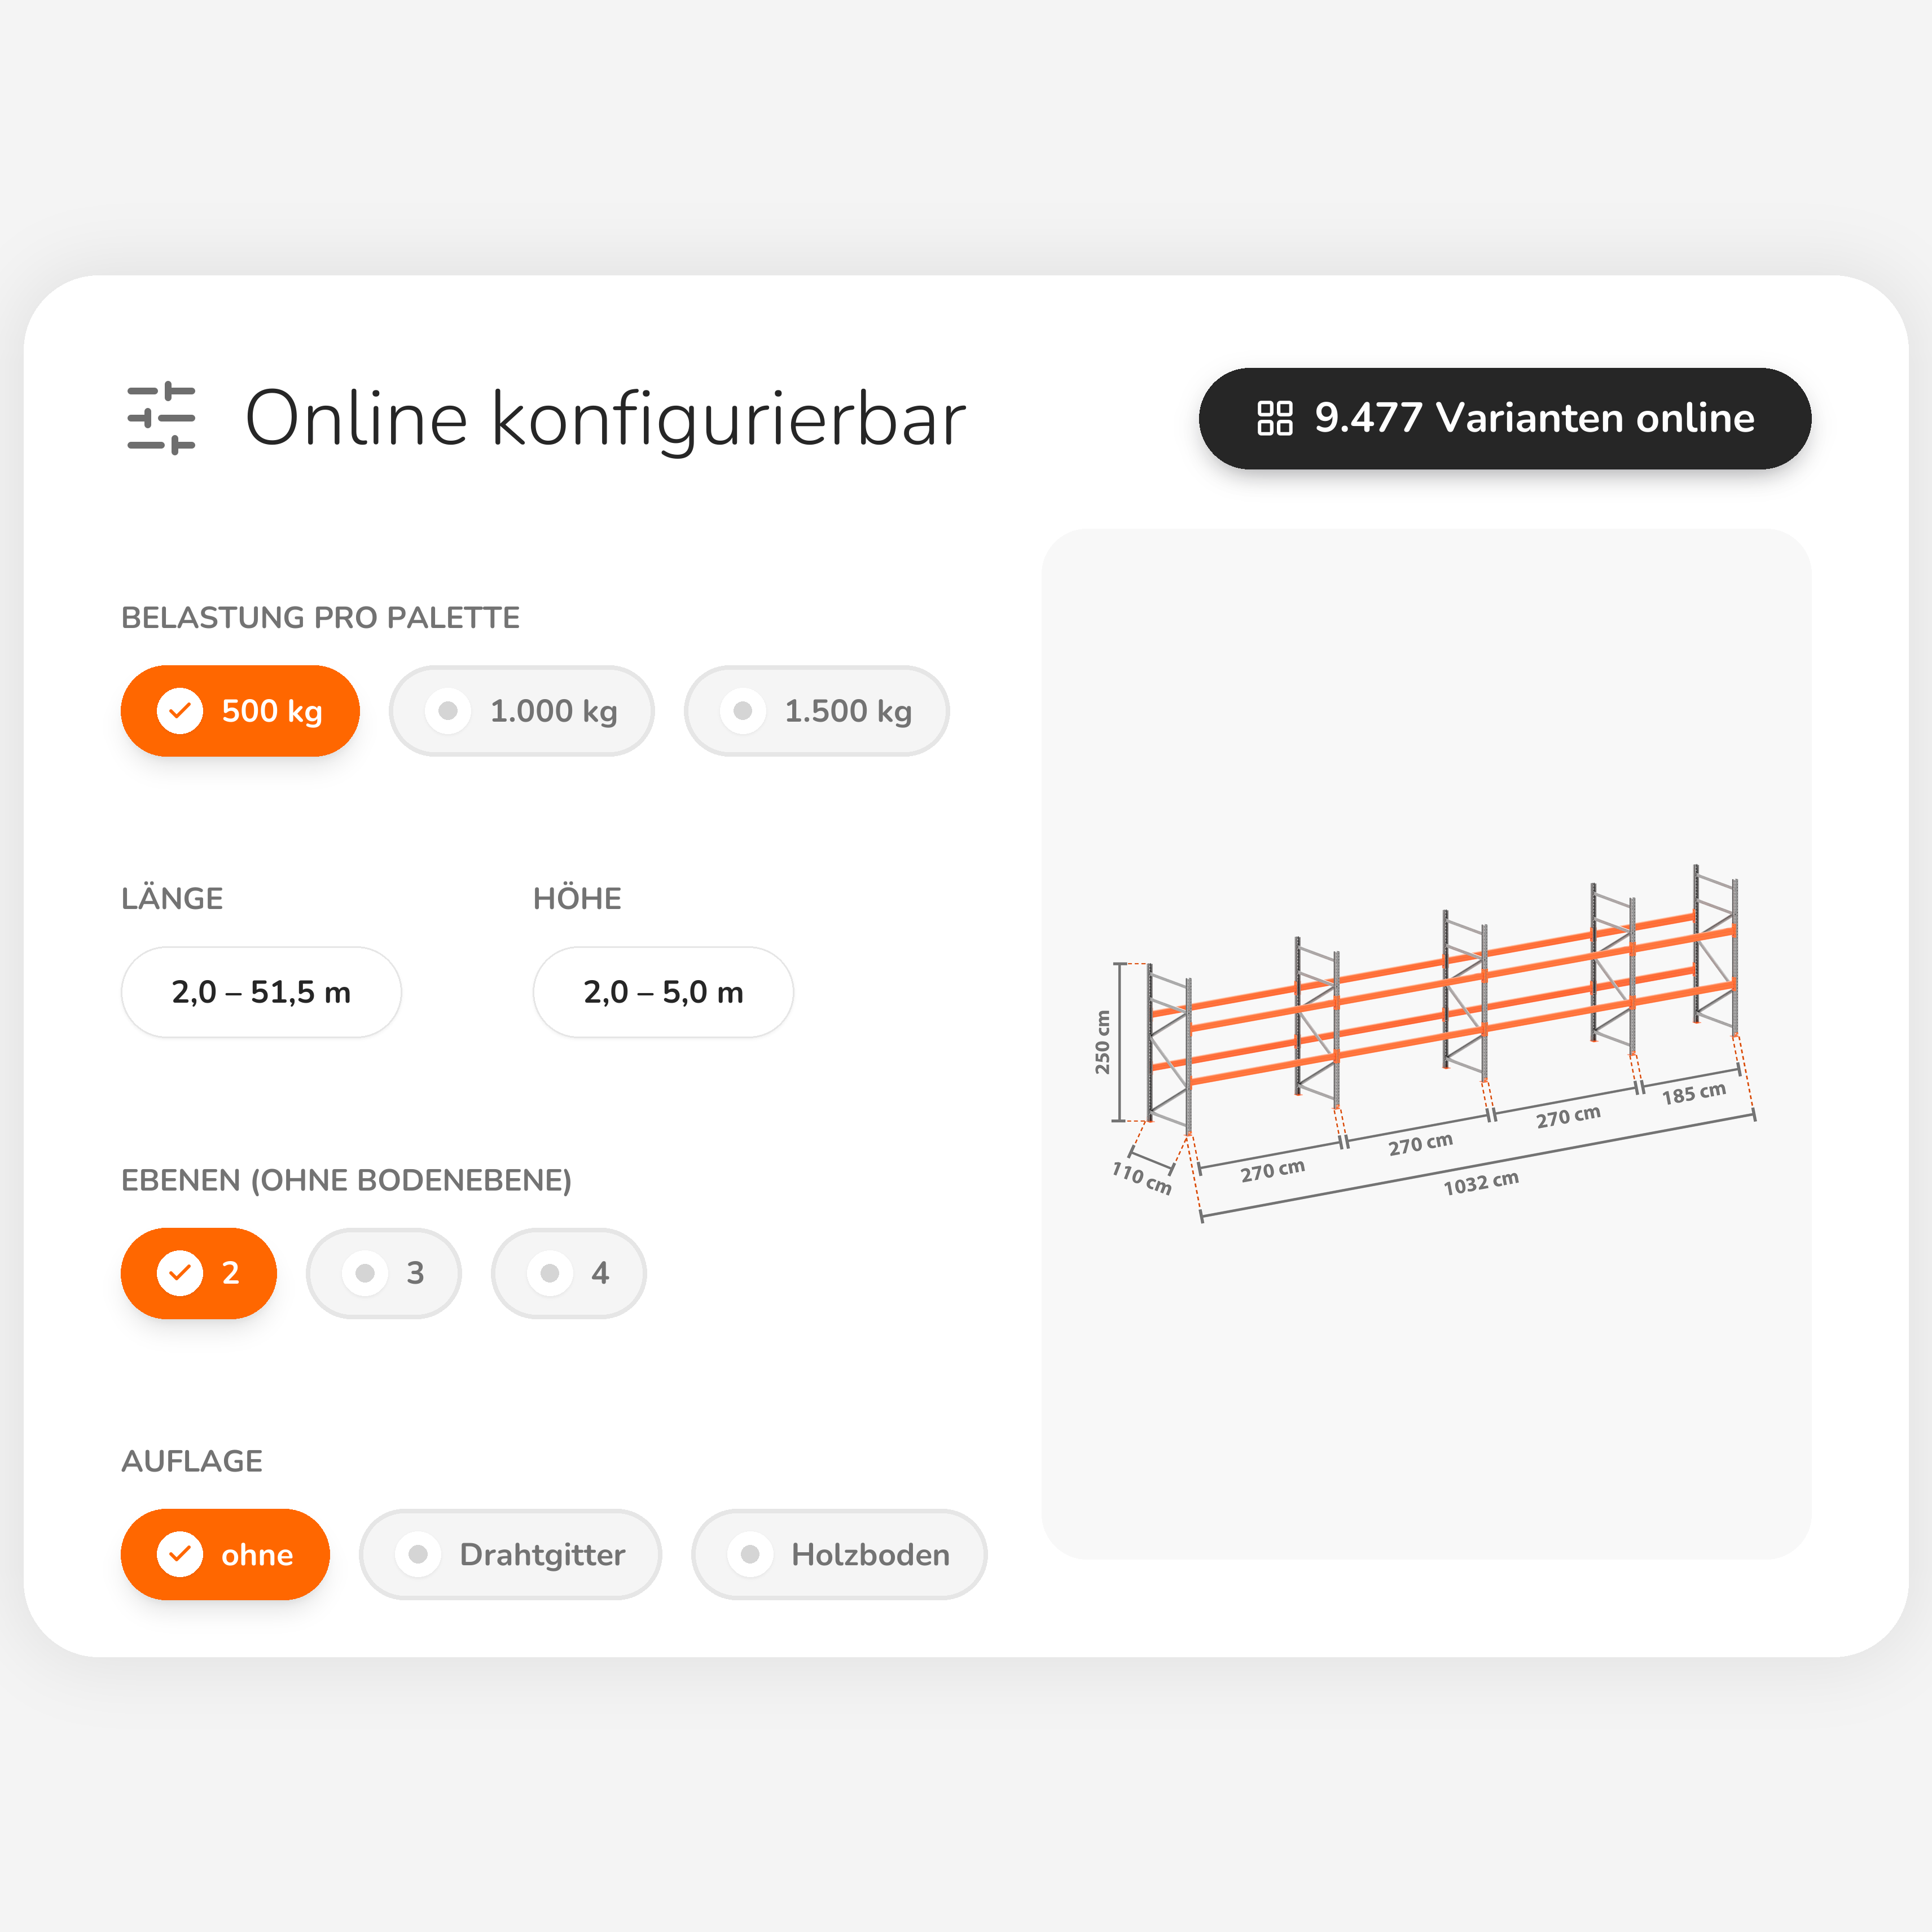 Online konfigurierbar
9.477 Varianten online
BELASTUNG PRO PALETTE
500 kg
1.000 kg
1.500 kg
LÄNGE
HÖHE
2,0 – 51,5 m
2,0 – 5,0 m
EBENEN (OHNE BODENEBENE)
2
3
4
AUFLAGE
ohne
Drahtgitter
Holzboden
250 cm
110 cm
270 cm
270 cm
270 cm
185 cm
1032 cm